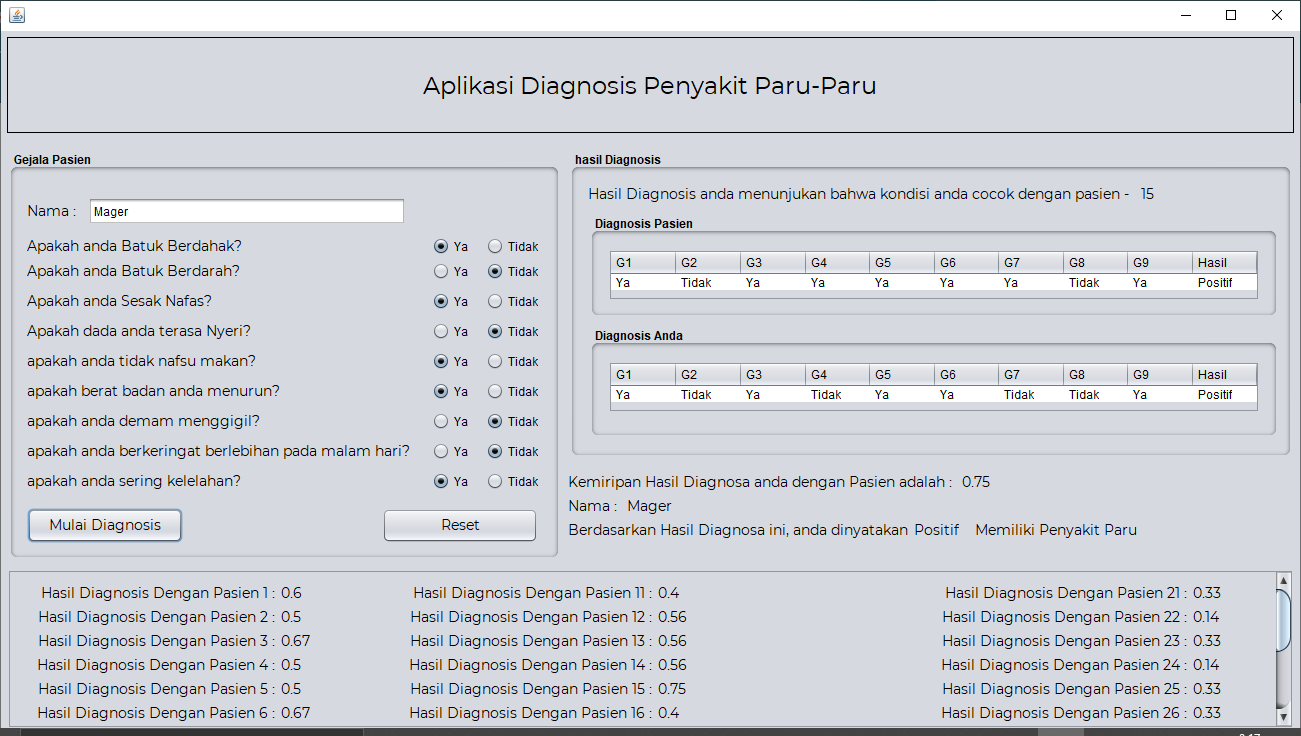 Aplikasi Diagnosis Penyakit Paru-Paru
Gejala Pasien
Nama : Mager
Apakah anda Batuk Berdahak? Ya Tidak
Apakah anda Batuk Berdarah? Ya Tidak
Apakah anda Sesak Nafas? Ya Tidak
Apakah dada anda terasa Nyeri? Ya Tidak
apakah anda tidak nafsu makan? Ya Tidak
apakah berat badan anda menurun? Ya Tidak
apakah anda demam menggigil? Ya Tidak
apakah anda berkeringat berlebihan pada malam hari? Ya Tidak
apakah anda sering kelelahan? Ya Tidak
Mulai Diagnosis Reset
hasil Diagnosis
Hasil Diagnosis anda menunjukan bahwa kondisi anda cocok dengan pasien - 15
Diagnosis Pasien
G1 G2 G3 G4 G5 G6 G7 G8 G9 Hasil
Ya Tidak Ya Ya Ya Ya Ya Tidak Ya Positif
Diagnosis Anda
G1 G2 G3 G4 G5 G6 G7 G8 G9 Hasil
Ya Tidak Ya Tidak Ya Ya Tidak Tidak Ya Positif
Kemiripan Hasil Diagnosa anda dengan Pasien adalah : 0.75
Nama : Mager
Berdasarkan Hasil Diagnosa ini, anda dinyatakan Positif Memiliki Penyakit Paru
Hasil Diagnosis Dengan Pasien 1 : 0.6 Hasil Diagnosis Dengan Pasien 11 : 0.4 Hasil Diagnosis Dengan Pasien 21 : 0.33
Hasil Diagnosis Dengan Pasien 2 : 0.5 Hasil Diagnosis Dengan Pasien 12 : 0.56 Hasil Diagnosis Dengan Pasien 22 : 0.14
Hasil Diagnosis Dengan Pasien 3 : 0.67 Hasil Diagnosis Dengan Pasien 13 : 0.56 Hasil Diagnosis Dengan Pasien 23 : 0.33
Hasil Diagnosis Dengan Pasien 4 : 0.5 Hasil Diagnosis Dengan Pasien 14 : 0.56 Hasil Diagnosis Dengan Pasien 24 : 0.14
Hasil Diagnosis Dengan Pasien 5 : 0.5 Hasil Diagnosis Dengan Pasien 15 : 0.75 Hasil Diagnosis Dengan Pasien 25 : 0.33
Hasil Diagnosis Dengan Pasien 6 : 0.67 Hasil Diagnosis Dengan Pasien 16 : 0.4 Hasil Diagnosis Dengan Pasien 26 : 0.33